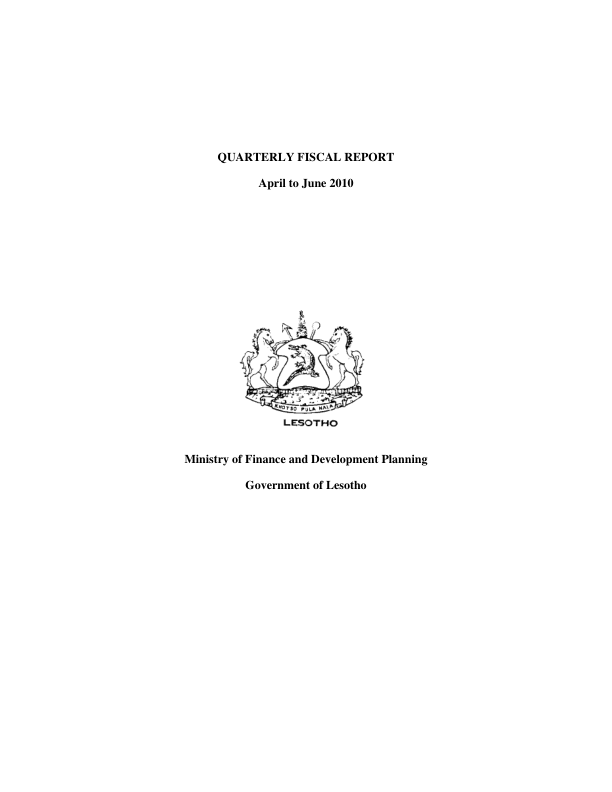 QUARTERLY FISCAL REPORT
April to June 2010
KHOTSO PULA NALA
LESOTHO
Ministry of Finance and Development Planning
Government of Lesotho